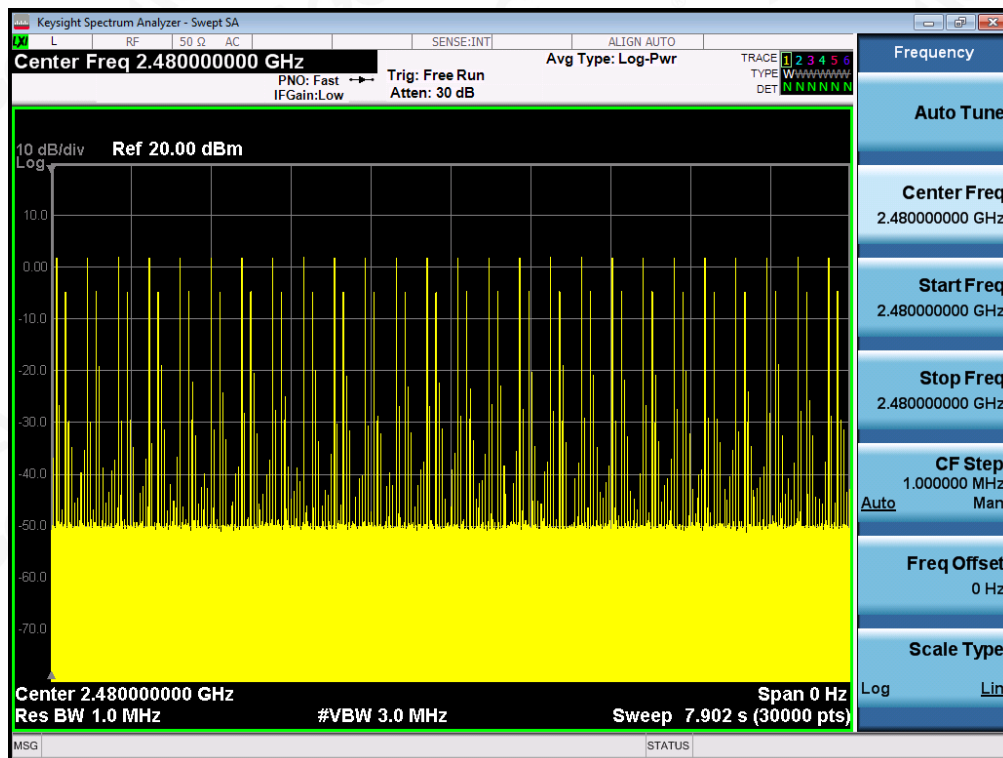 Keysight Spectrum Analyzer - Swept SA
LXI L RF 50 Ω AC SENSE:INT ALIGN AUTO
Center Freq 2.480000000 GHz
PNO: Fast
IFGain:Low
Trig: Free Run
Atten: 30 dB
Avg Type: Log-Pwr
TRACE 1 2 3 4 5 6
TYPE W W W W W W
DET N N N N N N
10 dB/div Ref 20.00 dBm
Log
10.0
0.00
-10.0
-20.0
-30.0
-40.0
-50.0
-60.0
-70.0
Center 2.480000000 GHz Span 0 Hz
Res BW 1.0 MHz #VBW 3.0 MHz Sweep 7.902 s (30000 pts)
MSG STATUS
Frequency
Auto Tune
Center Freq
2.480000000 GHz
Start Freq
2.480000000 GHz
Stop Freq
2.480000000 GHz
CF Step
1.000000 MHz
Auto Man
Freq Offset
0 Hz
Scale Type
Log Lin